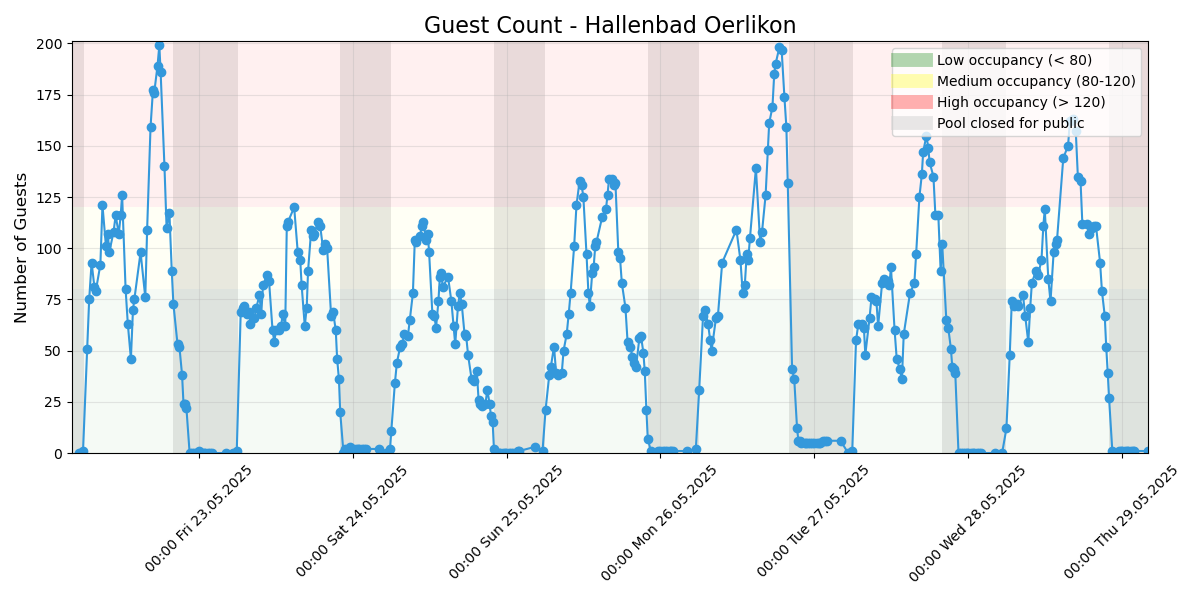 Guest Count - Hallenbad Oerlikon
Number of Guests
200
175
150
125
100
75
50
25
0
Low occupancy (< 80)
Medium occupancy (80-120)
High occupancy (> 120)
Pool closed for public
00:00 Fri 23.05.2025
00:00 Sat 24.05.2025
00:00 Sun 25.05.2025
00:00 Mon 26.05.2025
00:00 Tue 27.05.2025
00:00 Wed 28.05.2025
00:00 Thu 29.05.2025